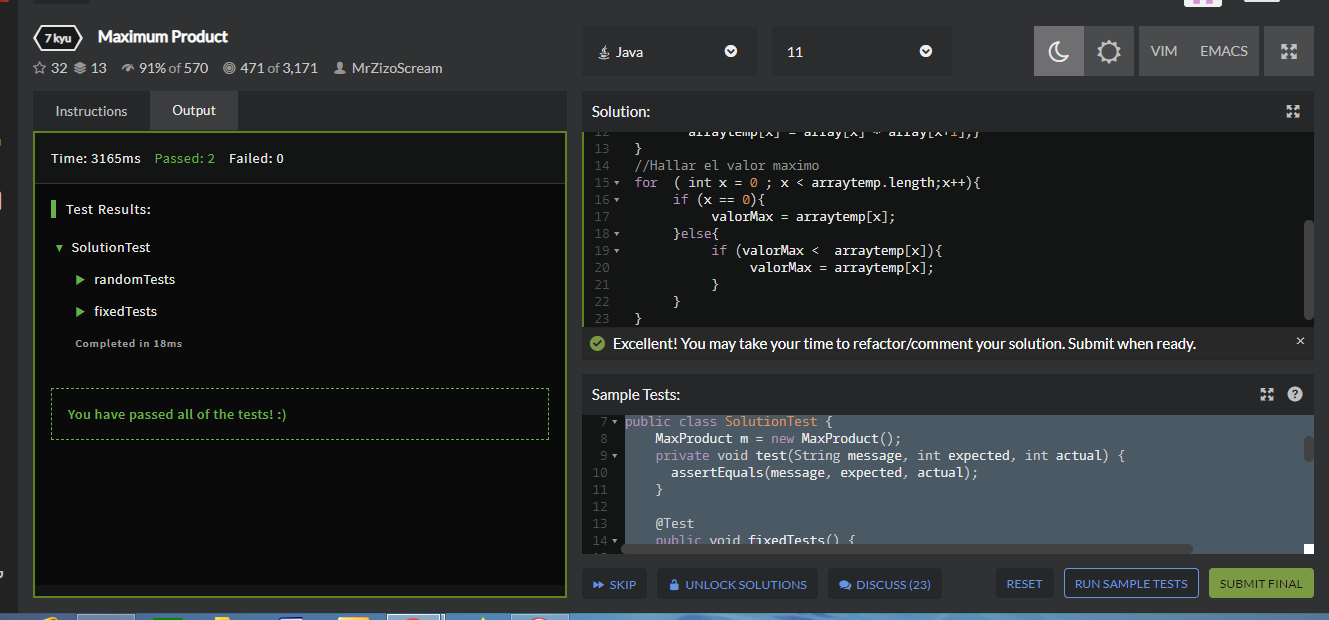 7 kyu Maximum Product
32 13 91% of 570 471 of 3,171 MrZizoScream
Java 11 VIM EMACS
Instructions Output
Time: 3165ms Passed: 2 Failed: 0
Test Results:
SolutionTest
randomTests
fixedTests
Completed in 18ms
You have passed all of the tests! :)
Solution:
12 arraytemp[x] = array[x] * array[x+1];}
13 }
14 //Hallar el valor maximo
15 for ( int x = 0 ; x < arraytemp.length;x++){
16 if (x == 0){
17 valorMax = arraytemp[x];
18 }else{
19 if (valorMax < arraytemp[x]){
20 valorMax = arraytemp[x];
21 }
22 }
23 }
Excellent! You may take your time to refactor/comment your solution. Submit when ready. ×
Sample Tests: ?
7 public class SolutionTest {
8 MaxProduct m = new MaxProduct();
9 private void test(String message, int expected, int actual) {
10 assertEquals(message, expected, actual);
11 }
12
13 @Test
14 public void fixedTests() {
SKIP UNLOCK SOLUTIONS DISCUSS (23) RESET RUN SAMPLE TESTS SUBMIT FINAL